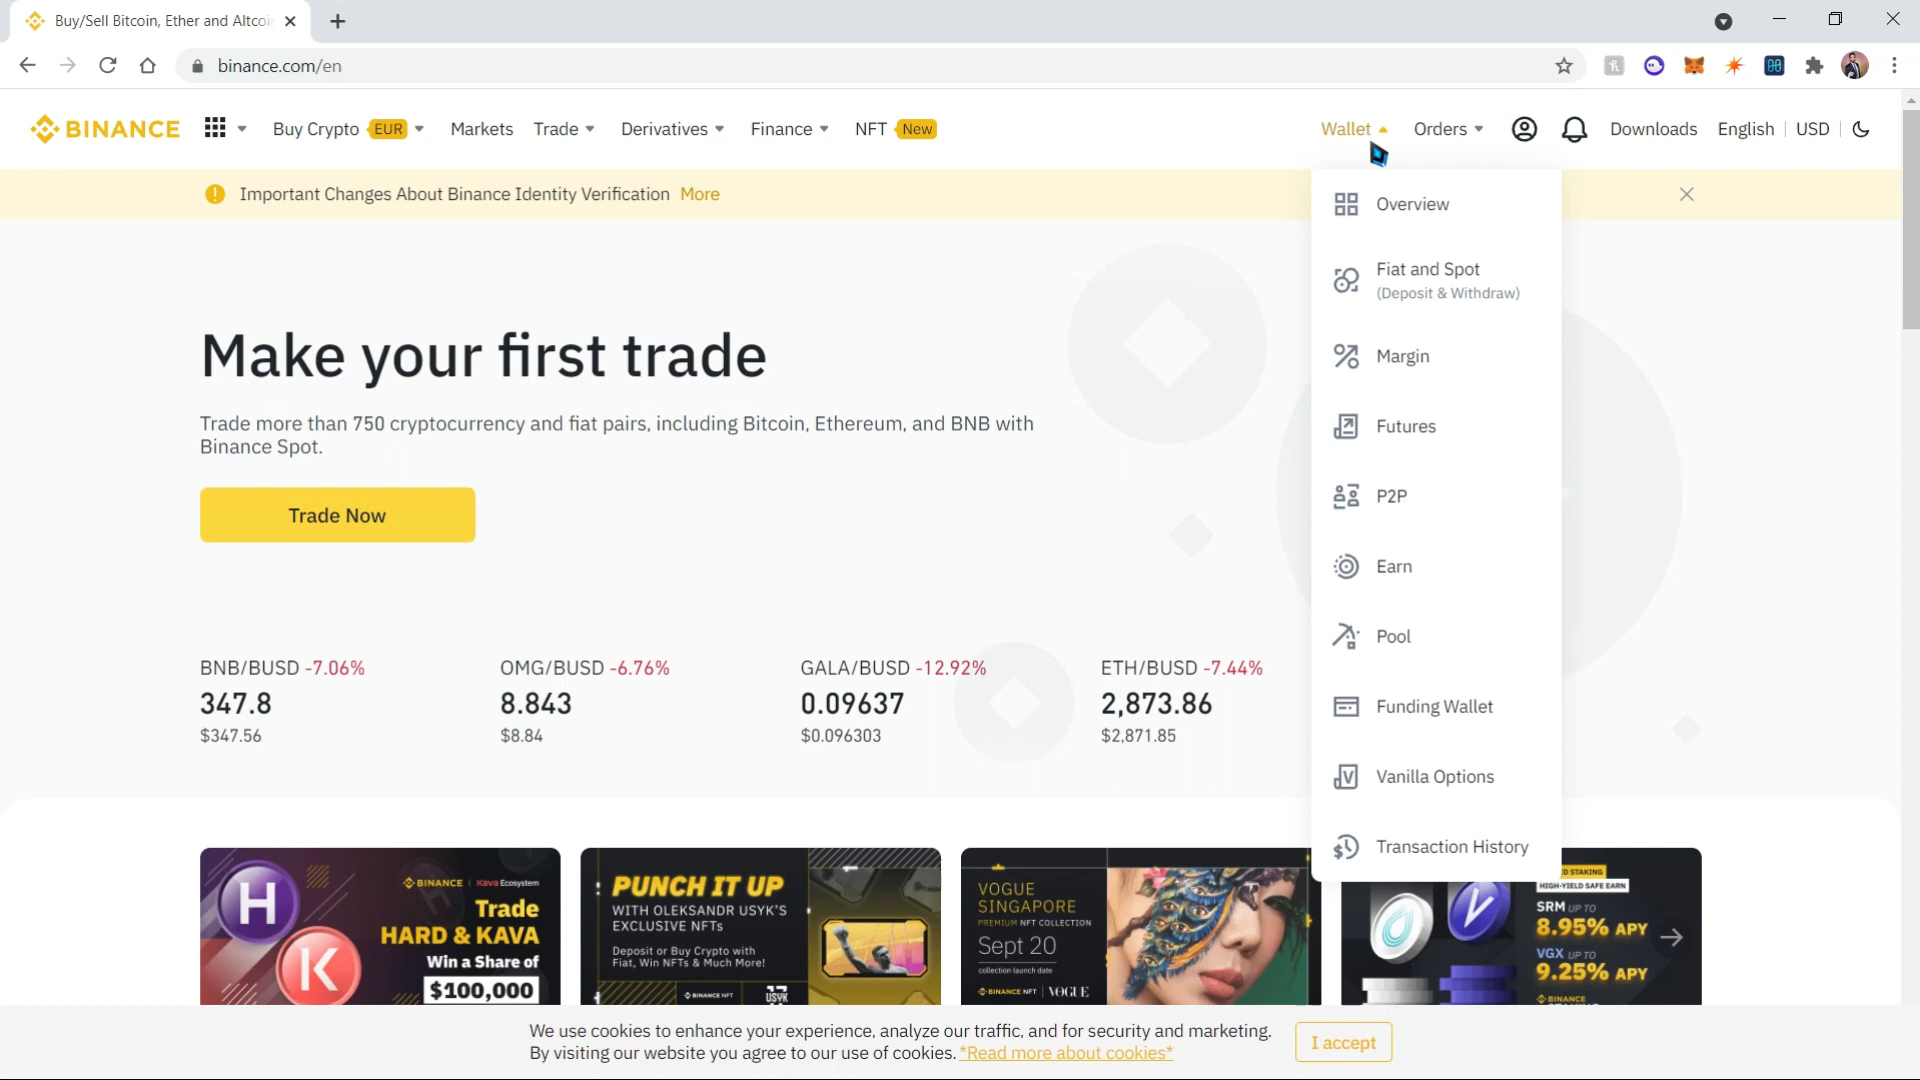 Buy/Sell Bitcoin, Ether and Altcoi
binance.com/en
BINANCE
Buy Crypto EUR
Markets
Trade
Derivatives
Finance
NFT New
Wallet
Orders
Downloads
English
USD
Important Changes About Binance Identity Verification More
Overview
Fiat and Spot
(Deposit & Withdraw)
Margin
Futures
P2P
Earn
Pool
Funding Wallet
Vanilla Options
Transaction History
Make your first trade
Trade more than 750 cryptocurrency and fiat pairs, including Bitcoin, Ethereum, and BNB with
Binance Spot.
Trade Now
BNB/BUSD -7.06%
347.8
$347.56
OMG/BUSD -6.76%
8.843
$8.84
GALA/BUSD -12.92%
0.09637
$0.096303
ETH/BUSD -7.44%
2,873.86
$2,871.85
BINANCE | Kava Ecosystem
Trade
HARD & KAVA
Win a Share of
$100,000
H
K
PUNCH IT UP
WITH OLEKSANDR USYK'S
EXCLUSIVE NFTs
Deposit or Buy Crypto with
Fiat, Win NFTs & Much More!
BINANCE NFT
USYK
VOGUE
SINGAPORE
PREMIUM NFT COLLECTION
Sept 20
collection launch date
BINANCE NFT | VOGUE
D STAKING
HIGH-YIELD SAFE EARN
SRM UP TO
8.95% APY
VGX UP TO
9.25% APY
BINANCE
We use cookies to enhance your experience, analyze our traffic, and for security and marketing.
By visiting our website you agree to our use of cookies. *Read more about cookies*
I accept